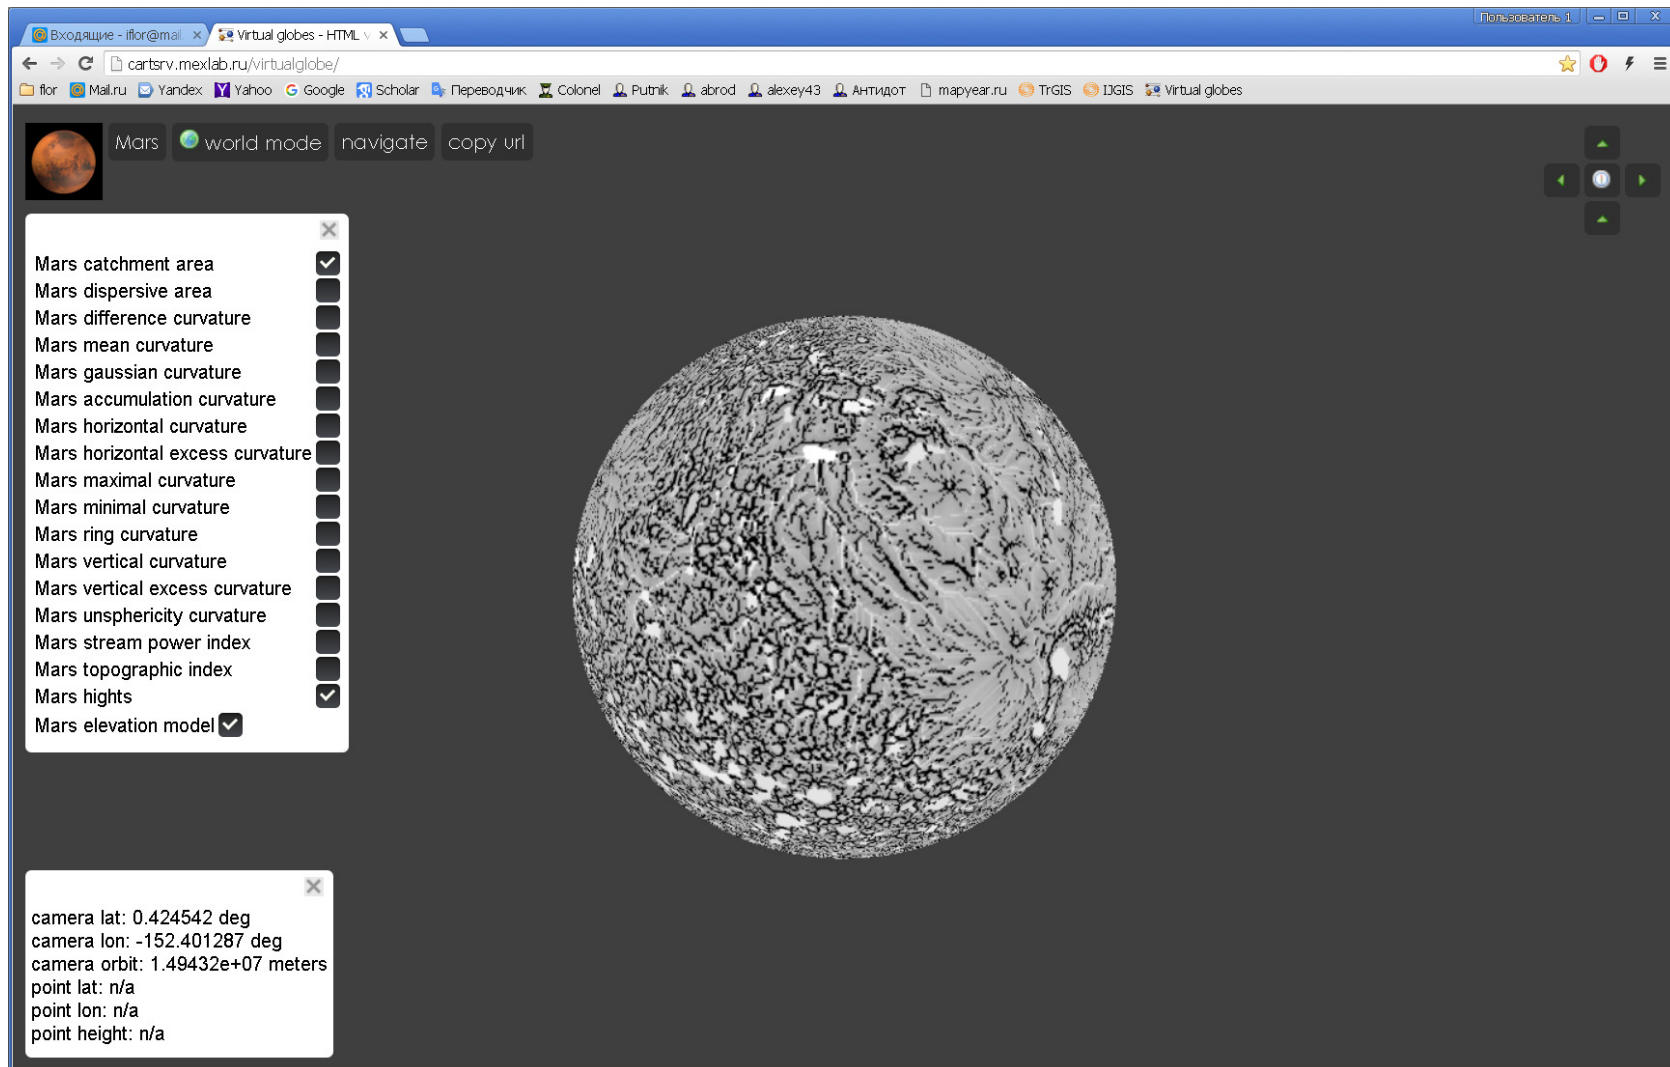 Пользователь 1
Входящие - iflor@mail
Virtual globes - HTML v
cartsrv.mexlab.ru/virtualglobe/
flor Mail.ru Yandex Yahoo Google Scholar Переводчик Colonel Putnik abrod alexey43 Антидот mapyear.ru TrGIS IJGIS Virtual globes
Mars world mode navigate copy url
Mars catchment area
Mars dispersive area
Mars difference curvature
Mars mean curvature
Mars gaussian curvature
Mars accumulation curvature
Mars horizontal curvature
Mars horizontal excess curvature
Mars maximal curvature
Mars minimal curvature
Mars ring curvature
Mars vertical curvature
Mars vertical excess curvature
Mars unsphericity curvature
Mars stream power index
Mars topographic index
Mars hights
Mars elevation model
camera lat: 0.424542 deg
camera lon: -152.401287 deg
camera orbit: 1.49432e+07 meters
point lat: n/a
point lon: n/a
point height: n/a